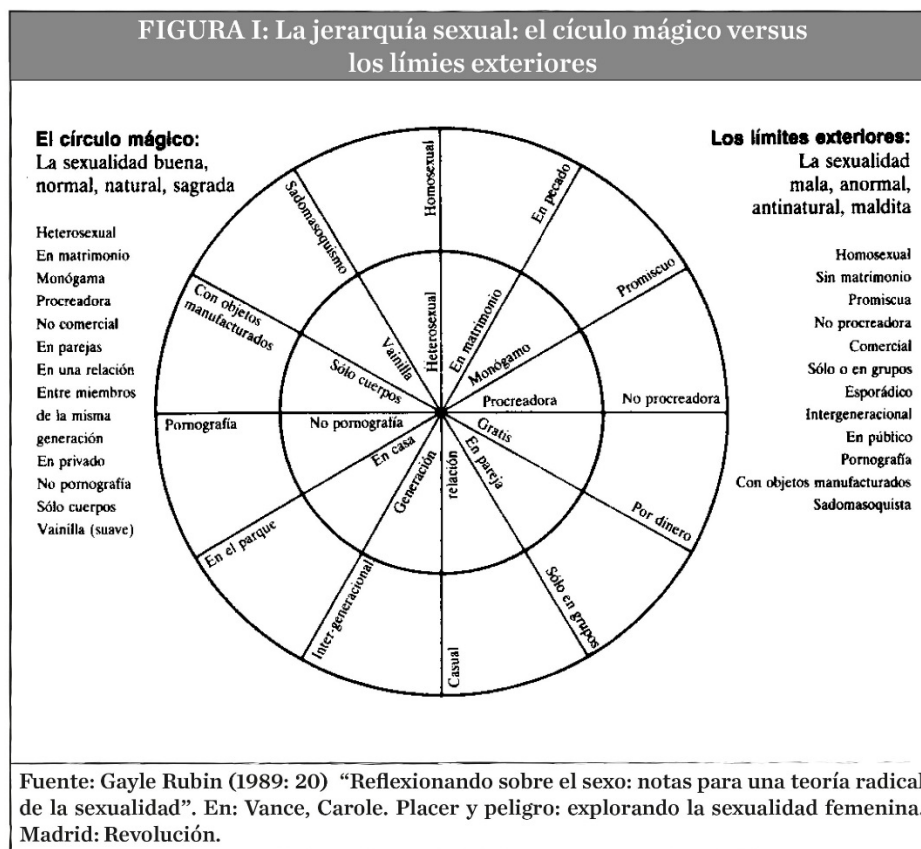 FIGURA I: La jerarquía sexual: el cículo mágico versus
los límies exteriores
El círculo mágico:
La sexualidad buena,
normal, natural, sagrada
Heterosexual
En matrimonio
Monógama
Procreadora
No comercial
En parejas
En una relación
Entre miembros
de la misma
generación
En privado
No pornografía
Sólo cuerpos
Vainilla (suave)
Homosexual
En pecado
Promiscuo
No procreadora
Por dinero
Sólo en grupos
Casual
Inter-generacional
En el parque
Pornografía
Con objetos
manufacturados
Sadomasoquismo
Heterosexual
En matrimonio
Monógamo
Procreadora
Gratis
En pareja
relación
Generación
En casa
No pornografía
Sólo cuerpos
Vainilla
Los límites exteriores:
La sexualidad
mala, anormal,
antinatural, maldita
Homosexual
Sin matrimonio
Promiscua
No procreadora
Comercial
Sólo o en grupos
Esporádico
Intergeneracional
En público
Pornografía
Con objetos manufacturados
Sadomasoquista
Fuente: Gayle Rubin (1989: 20) “Reflexionando sobre el sexo: notas para una teoría radical
de la sexualidad”. En: Vance, Carole. Placer y peligro: explorando la sexualidad femenina.
Madrid: Revolución.